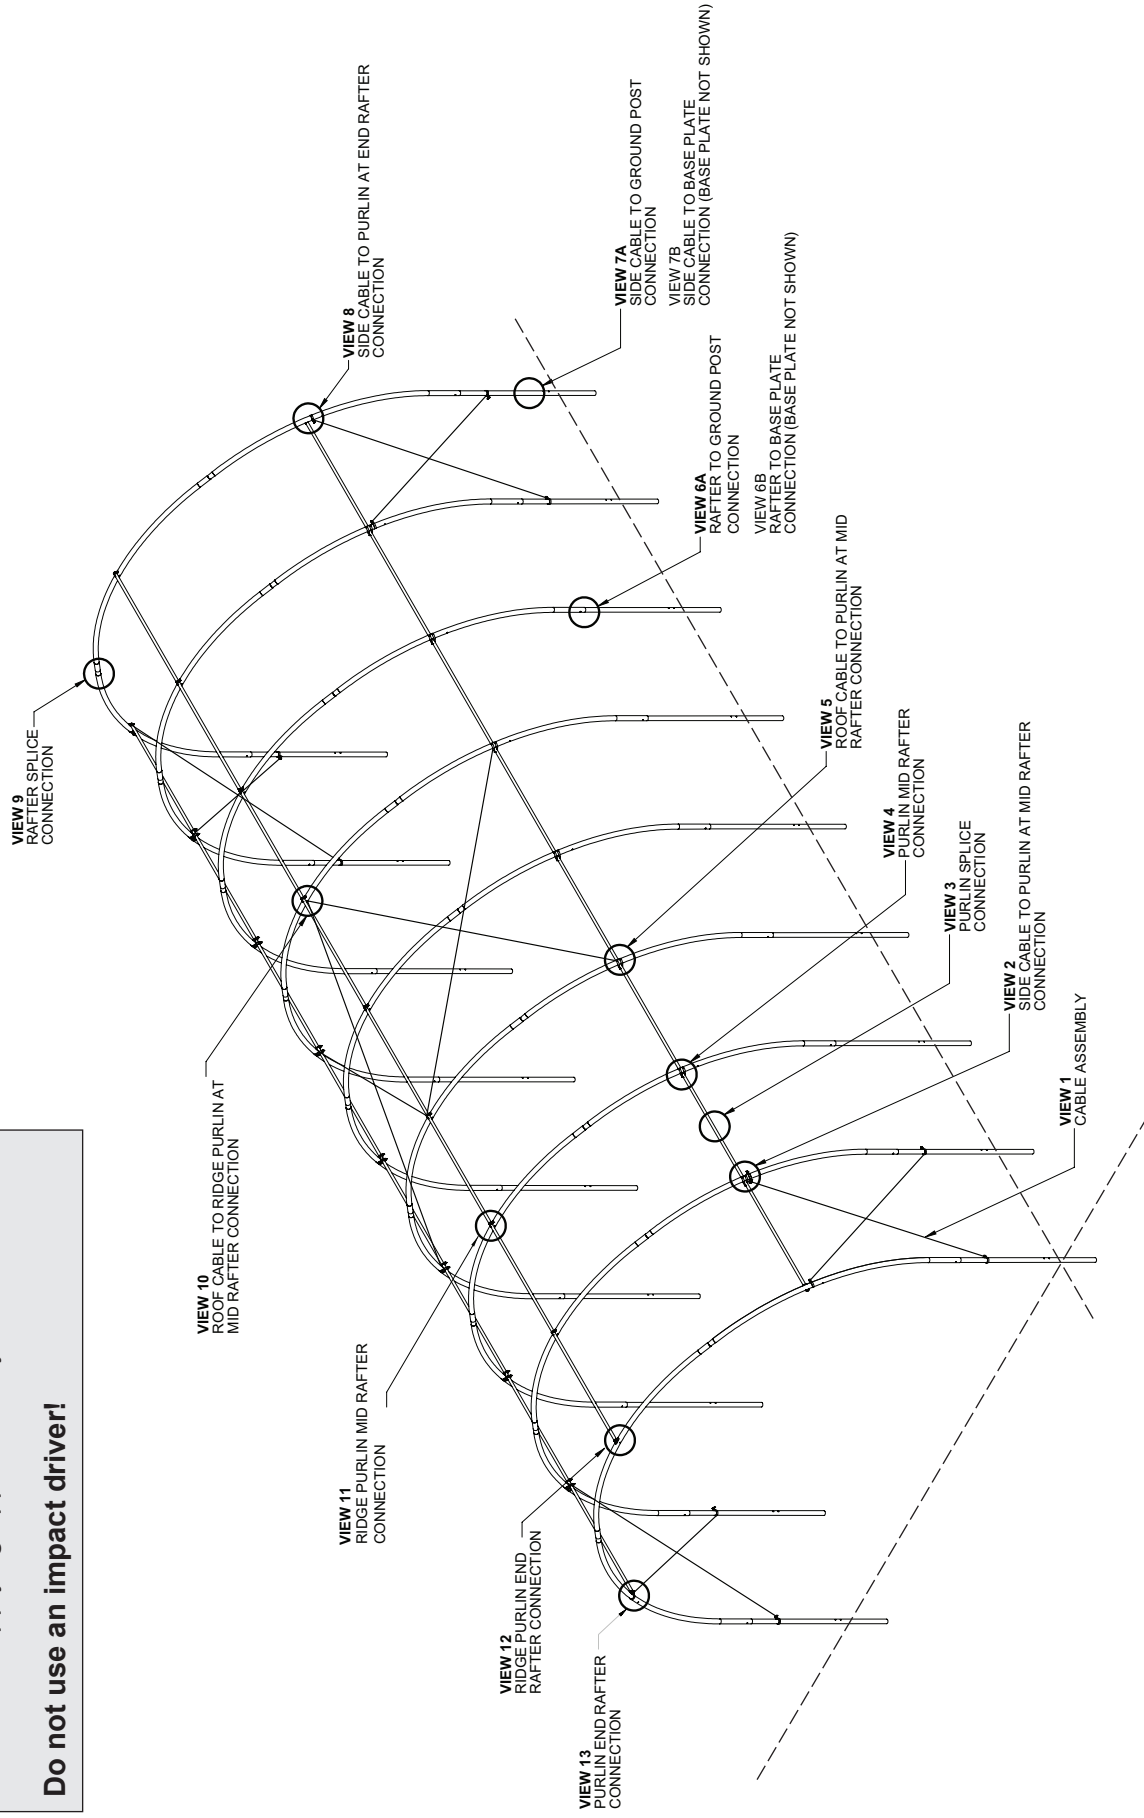 Do not use an impact driver!
VIEW 9
RAFTER SPLICE
CONNECTION
VIEW 8
SIDE CABLE TO PURLIN AT END RAFTER
CONNECTION
VIEW 7A
SIDE CABLE TO GROUND POST
CONNECTION
VIEW 7B
SIDE CABLE TO BASE PLATE
CONNECTION (BASE PLATE NOT SHOWN)
VIEW 6A
RAFTER TO GROUND POST
CONNECTION
VIEW 6B
RAFTER TO BASE PLATE
CONNECTION (BASE PLATE NOT SHOWN)
VIEW 5
ROOF CABLE TO PURLIN AT MID
RAFTER CONNECTION
VIEW 4
PURLIN MID RAFTER
CONNECTION
VIEW 3
PURLIN SPLICE
CONNECTION
VIEW 2
SIDE CABLE TO PURLIN AT MID RAFTER
CONNECTION
VIEW 1
CABLE ASSEMBLY
VIEW 10
ROOF CABLE TO RIDGE PURLIN AT
MID RAFTER CONNECTION
VIEW 11
RIDGE PURLIN MID RAFTER
CONNECTION
VIEW 12
RIDGE PURLIN END
RAFTER CONNECTION
VIEW 13
PURLIN END RAFTER
CONNECTION